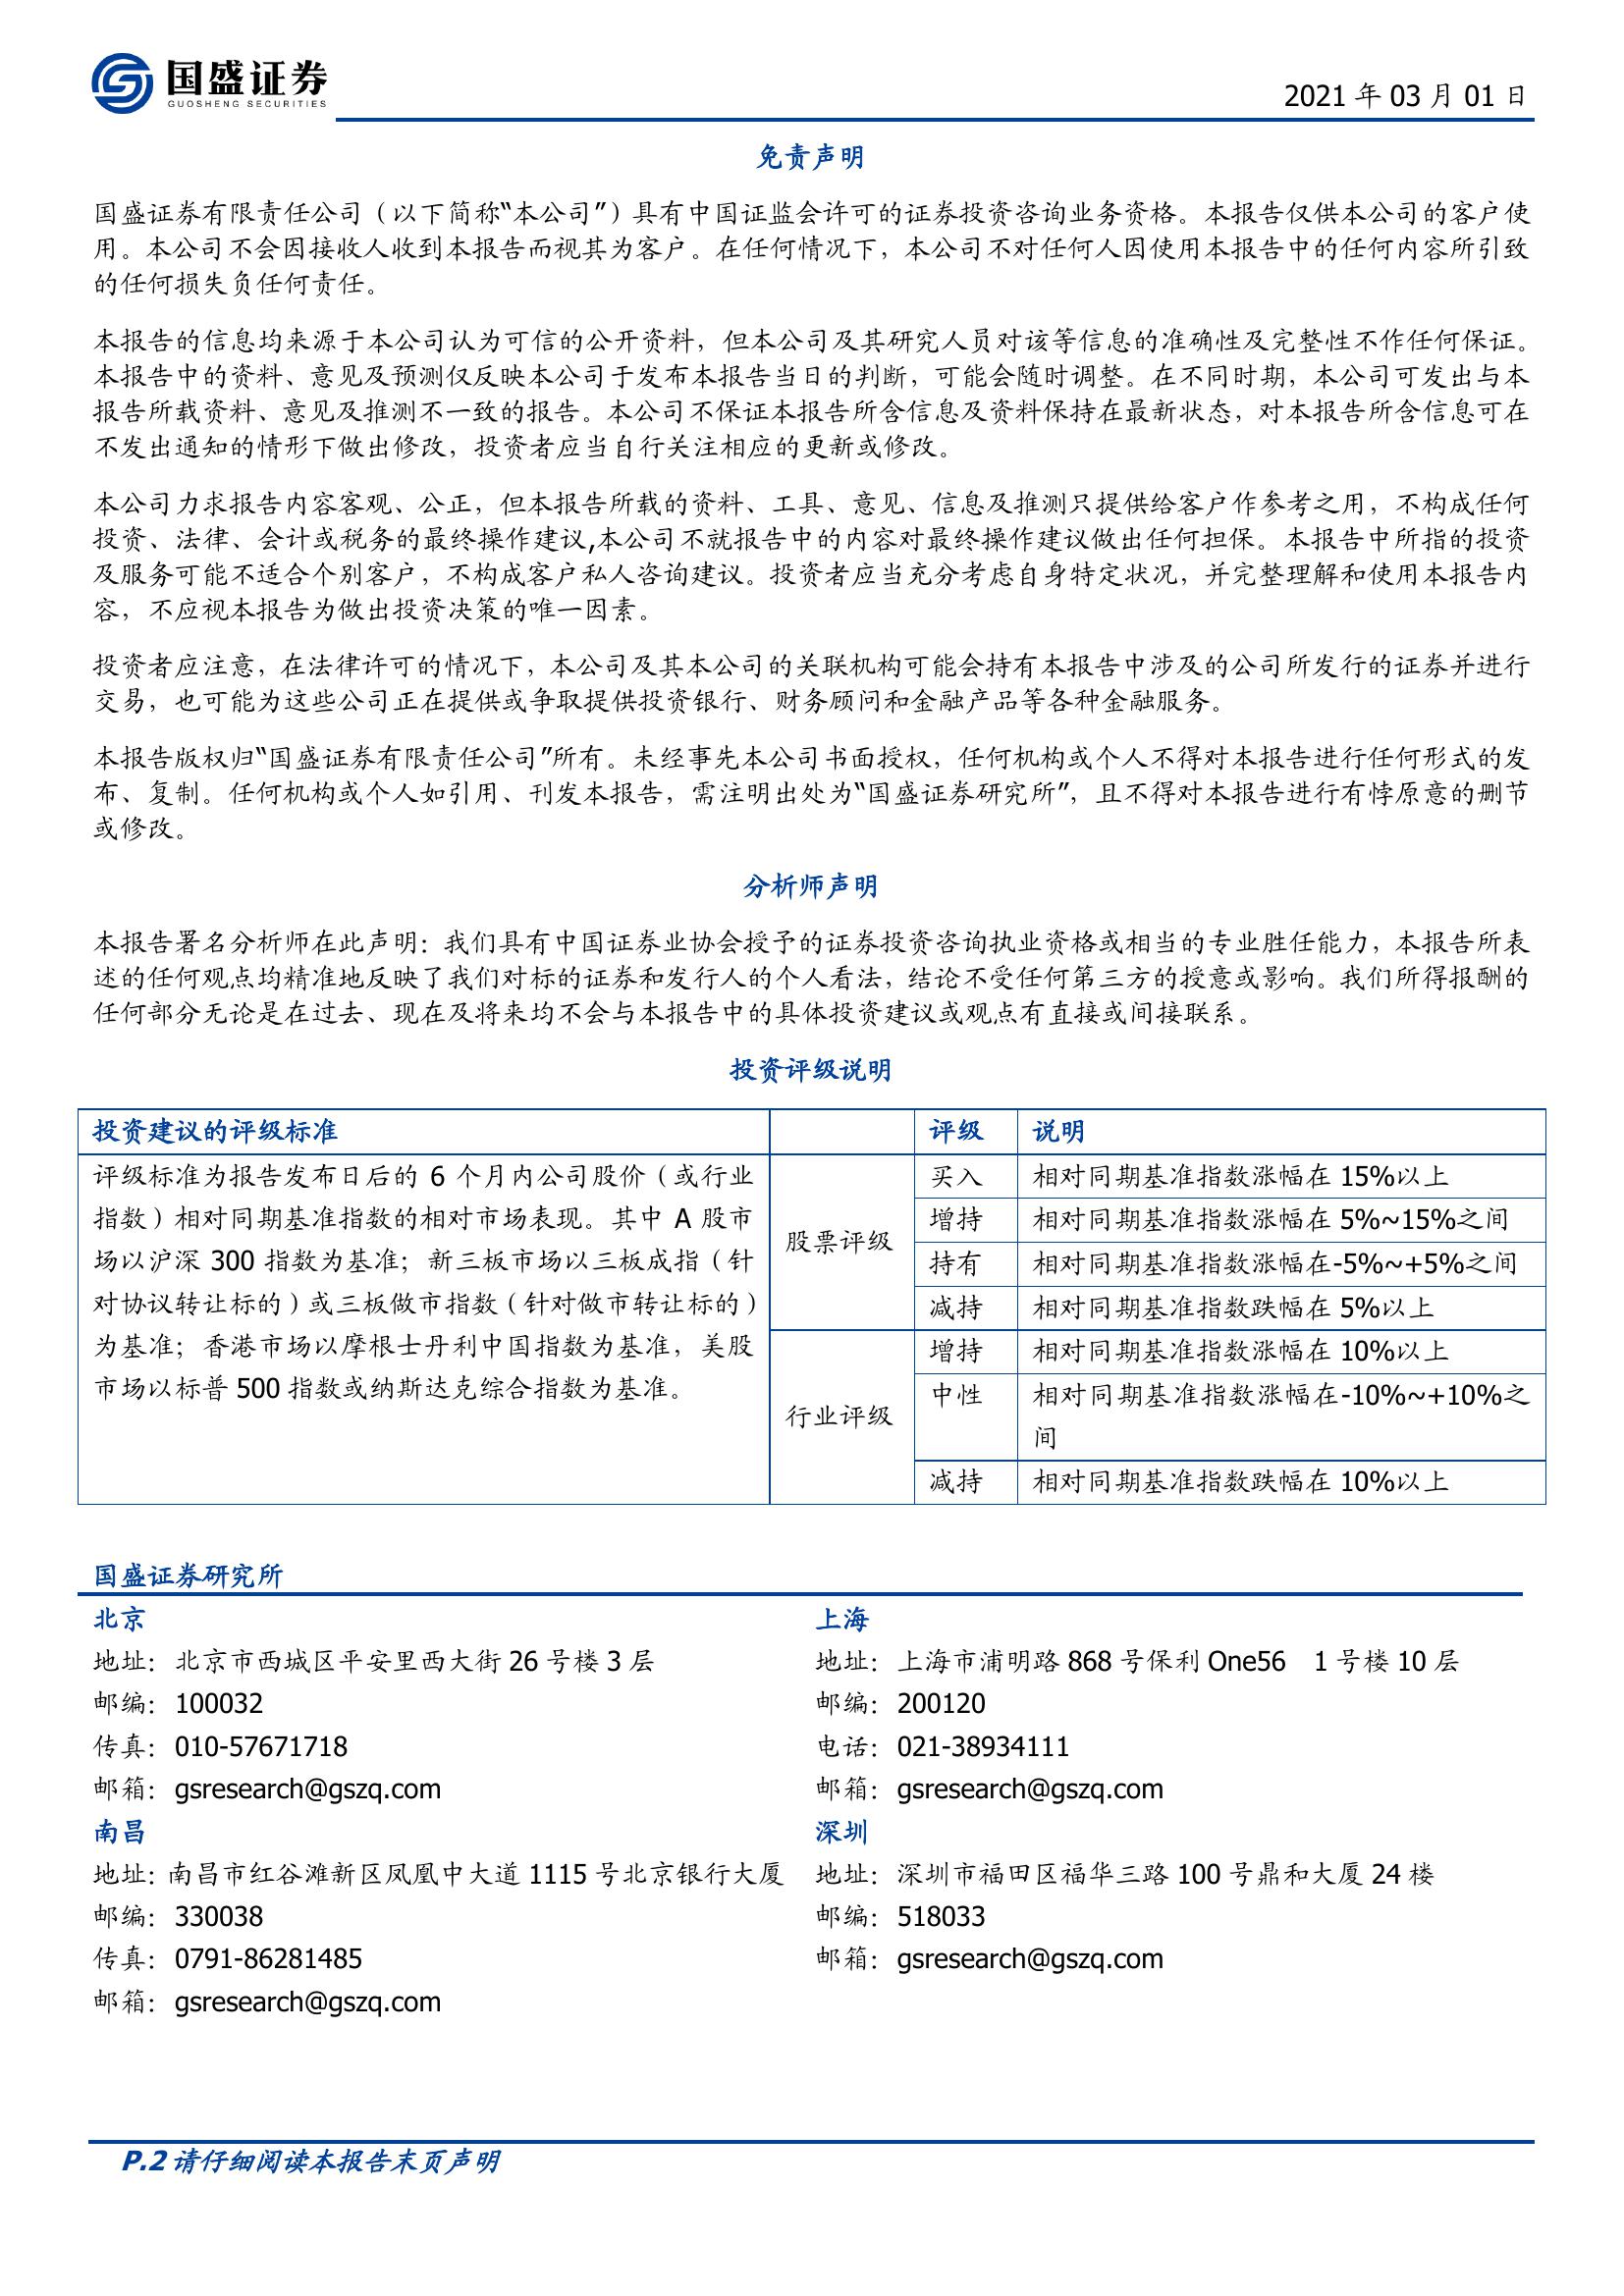 国盛证券
GUOSHENG SECURITIES
2021 年 03 月 01 日
免责声明
国盛证券有限责任公司（以下简称“本公司”）具有中国证监会许可的证券投资咨询业务资格。本报告仅供本公司的客户使
用。本公司不会因接收人收到本报告而视其为客户。在任何情况下，本公司不对任何人因使用本报告中的任何内容所引致
的任何损失负任何责任。
本报告的信息均来源于本公司认为可信的公开资料，但本公司及其研究人员对该等信息的准确性及完整性不作任何保证。
本报告中的资料、意见及预测仅反映本公司于发布本报告当日的判断，可能会随时调整。在不同时期，本公司可发出与本
报告所载资料、意见及推测不一致的报告。本公司不保证本报告所含信息及资料保持在最新状态，对本报告所含信息可在
不发出通知的情形下做出修改，投资者应当自行关注相应的更新或修改。
本公司力求报告内容客观、公正，但本报告所载的资料、工具、意见、信息及推测只提供给客户作参考之用，不构成任何
投资、法律、会计或税务的最终操作建议,本公司不就报告中的内容对最终操作建议做出任何担保。本报告中所指的投资
及服务可能不适合个别客户，不构成客户私人咨询建议。投资者应当充分考虑自身特定状况，并完整理解和使用本报告内
容，不应视本报告为做出投资决策的唯一因素。
投资者应注意，在法律许可的情况下，本公司及其本公司的关联机构可能会持有本报告中涉及的公司所发行的证券并进行
交易，也可能为这些公司正在提供或争取提供投资银行、财务顾问和金融产品等各种金融服务。
本报告版权归“国盛证券有限责任公司”所有。未经事先本公司书面授权，任何机构或个人不得对本报告进行任何形式的发
布、复制。任何机构或个人如引用、刊发本报告，需注明出处为“国盛证券研究所”，且不得对本报告进行有悖原意的删节
或修改。
分析师声明
本报告署名分析师在此声明：我们具有中国证券业协会授予的证券投资咨询执业资格或相当的专业胜任能力，本报告所表
述的任何观点均精准地反映了我们对标的证券和发行人的个人看法，结论不受任何第三方的授意或影响。我们所得报酬的
任何部分无论是在过去、现在及将来均不会与本报告中的具体投资建议或观点有直接或间接联系。
投资评级说明
投资建议的评级标准 评级 说明
评级标准为报告发布日后的 6 个月内公司股价（或行业
指数）相对同期基准指数的相对市场表现。其中 A 股市
场以沪深 300 指数为基准；新三板市场以三板成指（针
对协议转让标的）或三板做市指数（针对做市转让标的）
为基准；香港市场以摩根士丹利中国指数为基准，美股
市场以标普 500 指数或纳斯达克综合指数为基准。
股票评级
买入 相对同期基准指数涨幅在 15%以上
增持 相对同期基准指数涨幅在 5%~15%之间
持有 相对同期基准指数涨幅在-5%~+5%之间
减持 相对同期基准指数跌幅在 5%以上
行业评级
增持 相对同期基准指数涨幅在 10%以上
中性 相对同期基准指数涨幅在-10%~+10%之
间
减持 相对同期基准指数跌幅在 10%以上
国盛证券研究所
北京
地址：北京市西城区平安里西大街 26 号楼 3 层
邮编：100032
传真：010-57671718
邮箱：gsresearch@gszq.com
上海
地址：上海市浦明路 868 号保利 One56 1 号楼 10 层
邮编：200120
电话：021-38934111
邮箱：gsresearch@gszq.com
南昌
地址：南昌市红谷滩新区凤凰中大道 1115 号北京银行大厦
邮编：330038
传真：0791-86281485
邮箱：gsresearch@gszq.com
深圳
地址：深圳市福田区福华三路 100 号鼎和大厦 24 楼
邮编：518033
邮箱：gsresearch@gszq.com
P.2 请仔细阅读本报告末页声明